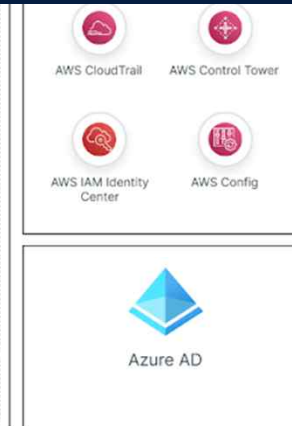 AWS CloudTrail
AWS Control Tower
AWS IAM Identity
Center
AWS Config
Azure AD